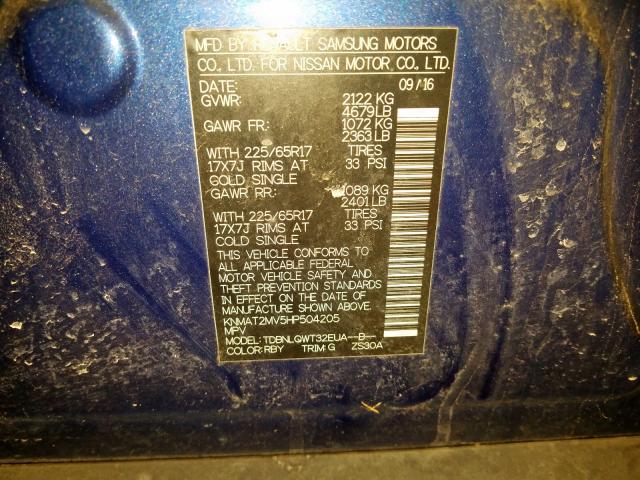 MFD BY RENAULT SAMSUNG MOTORS
CO., LTD. FOR NISSAN MOTOR CO., LTD.
DATE: 09/16
GVWR: 2122 KG
4679 LB
GAWR FR: 1072 KG
2363 LB
WITH 225/65R17 TIRES
17X7J RIMS AT 33 PSI
COLD SINGLE
GAWR RR: 1089 KG
2401 LB
WITH 225/65R17 TIRES
17X7J RIMS AT 33 PSI
COLD SINGLE
THIS VEHICLE CONFORMS TO
ALL APPLICABLE FEDERAL
MOTOR VEHICLE SAFETY AND
THEFT PREVENTION STANDARDS
IN EFFECT ON THE DATE OF
MANUFACTURE SHOWN ABOVE.
KNMAT2MV5HP504205
MPV
MODEL: TDBNLQWT32EUA--B--
COLOR: RBY TRIM: G ZS30A